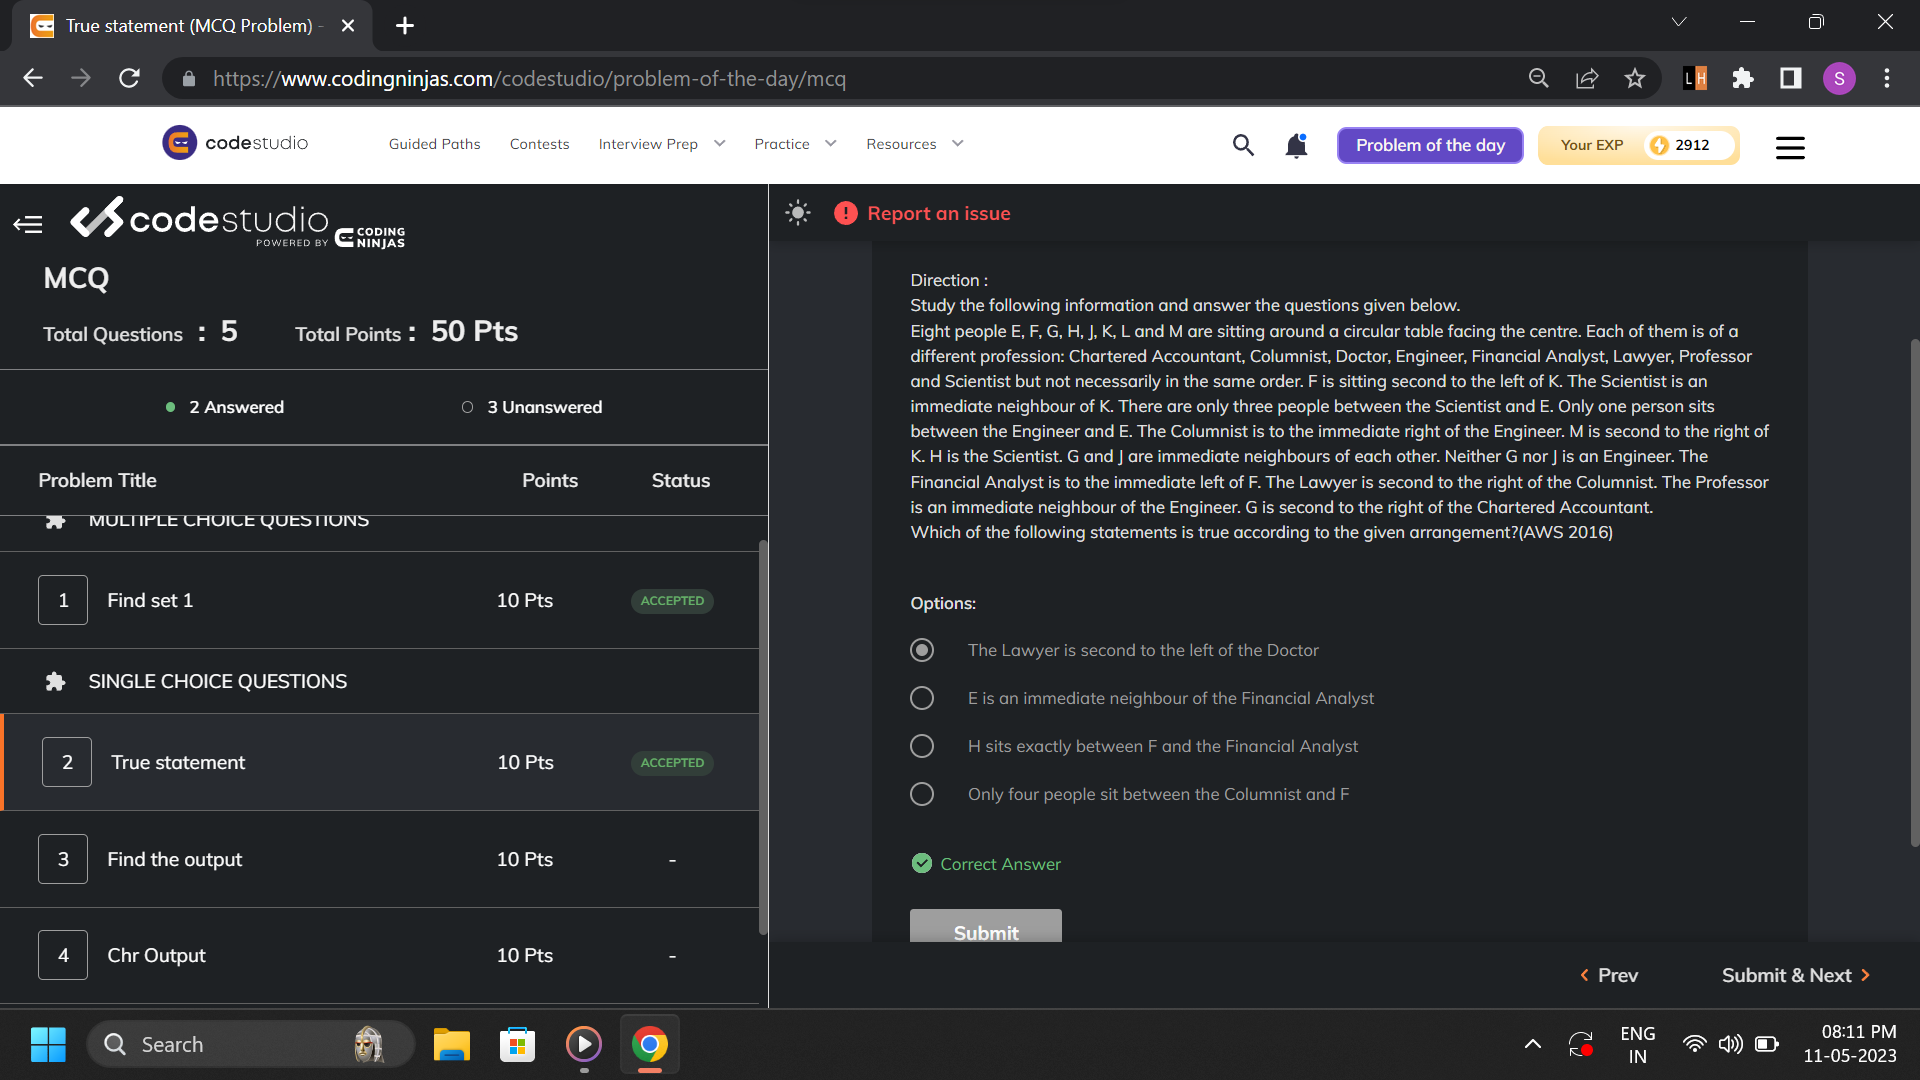 True statement (MCQ Problem) -
https://www.codingninjas.com/codestudio/problem-of-the-day/mcq
LH
S
codestudio
Guided Paths
Contests
Interview Prep
Practice
Resources
Problem of the day
Your EXP
2912
codestudio
POWERED BY
CODING
NINJAS
Report an issue
MCQ
Total Questions : 5
Total Points : 50 Pts
2 Answered
3 Unanswered
Problem Title
Points
Status
MULTIPLE CHOICE QUESTIONS
1
Find set 1
10 Pts
ACCEPTED
SINGLE CHOICE QUESTIONS
2
True statement
10 Pts
ACCEPTED
3
Find the output
10 Pts
-
4
Chr Output
10 Pts
-
Direction :
Study the following information and answer the questions given below.
Eight people E, F, G, H, J, K, L and M are sitting around a circular table facing the centre. Each of them is of a
different profession: Chartered Accountant, Columnist, Doctor, Engineer, Financial Analyst, Lawyer, Professor
and Scientist but not necessarily in the same order. F is sitting second to the left of K. The Scientist is an
immediate neighbour of K. There are only three people between the Scientist and E. Only one person sits
between the Engineer and E. The Columnist is to the immediate right of the Engineer. M is second to the right of
K. H is the Scientist. G and J are immediate neighbours of each other. Neither G nor J is an Engineer. The
Financial Analyst is to the immediate left of F. The Lawyer is second to the right of the Columnist. The Professor
is an immediate neighbour of the Engineer. G is second to the right of the Chartered Accountant.
Which of the following statements is true according to the given arrangement?(AWS 2016)
Options:
The Lawyer is second to the left of the Doctor
E is an immediate neighbour of the Financial Analyst
H sits exactly between F and the Financial Analyst
Only four people sit between the Columnist and F
Correct Answer
Submit
Prev
Submit & Next
Search
ENG
IN
08:11 PM
11-05-2023